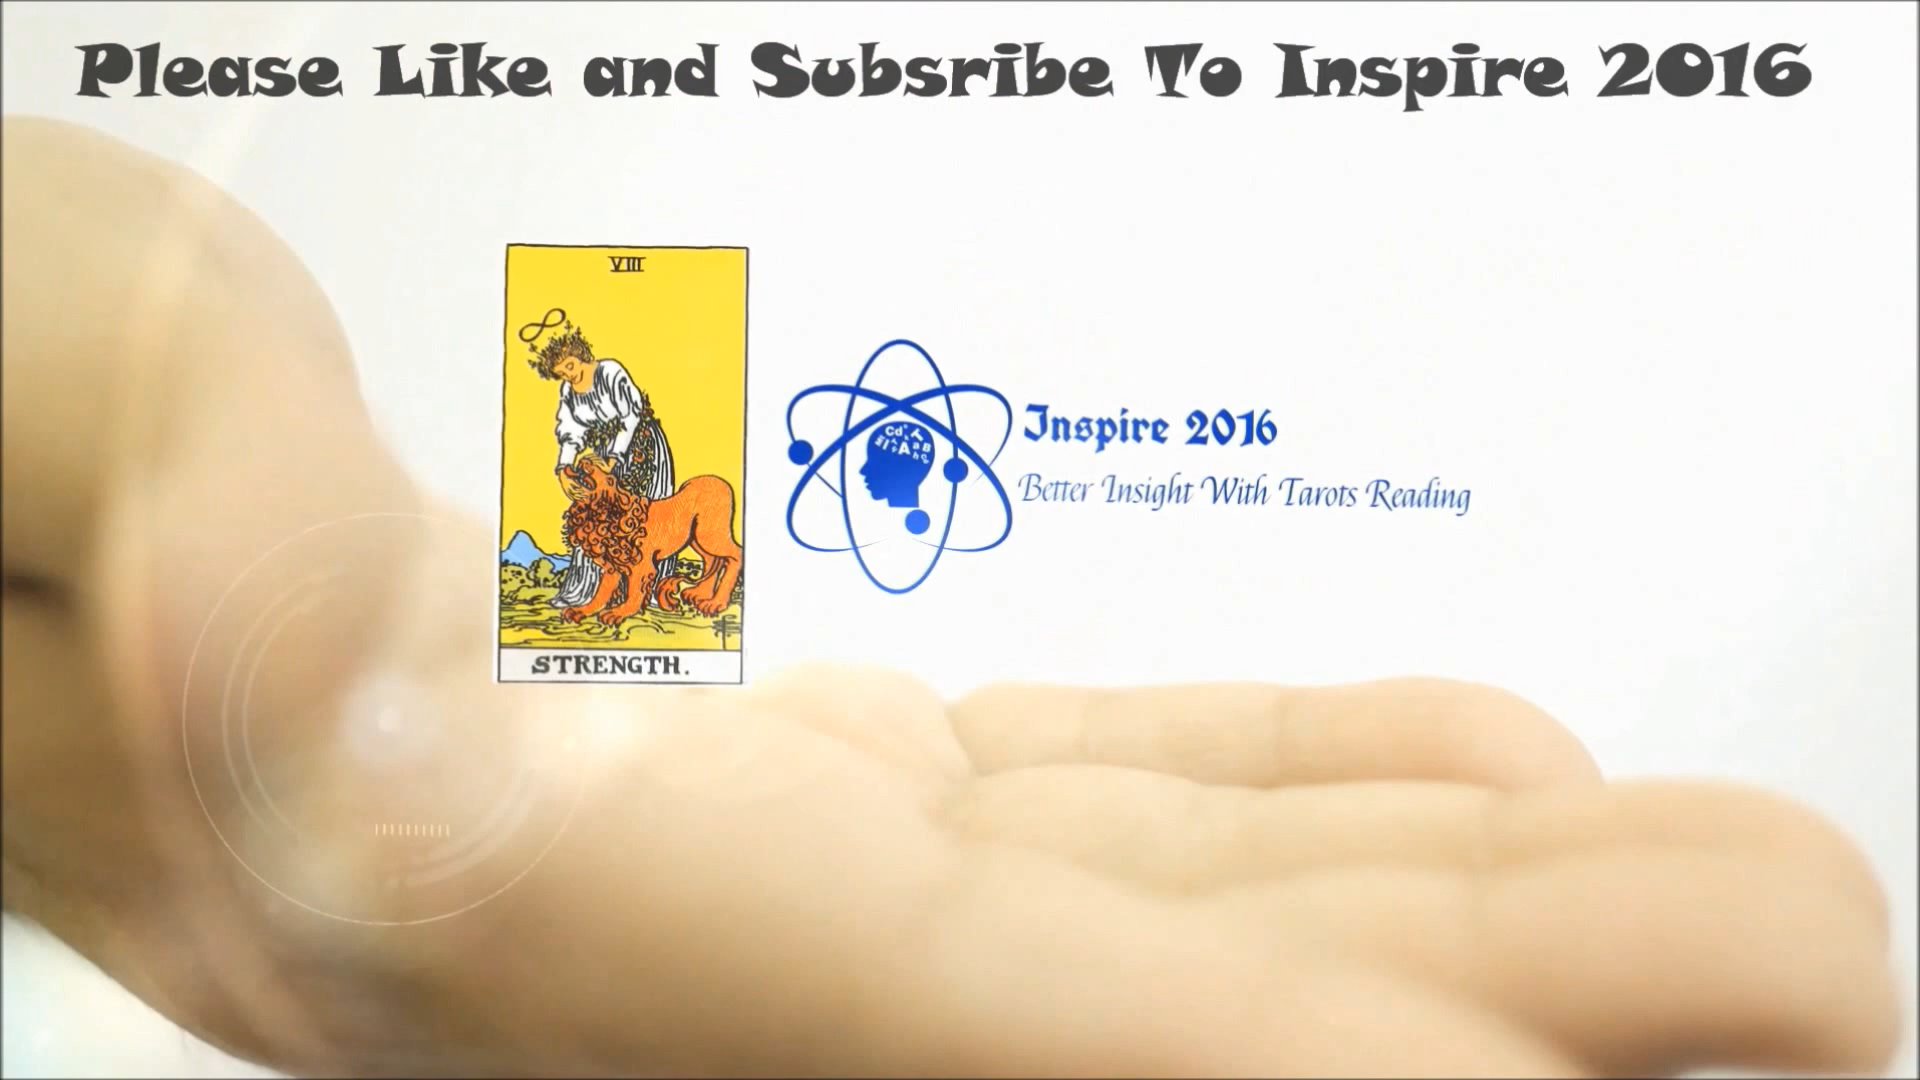 Please Like and Subsribe To Inspire 2016
VIII
Inspire 2016
Better Insight With Tarots Reading
STRENGTH.